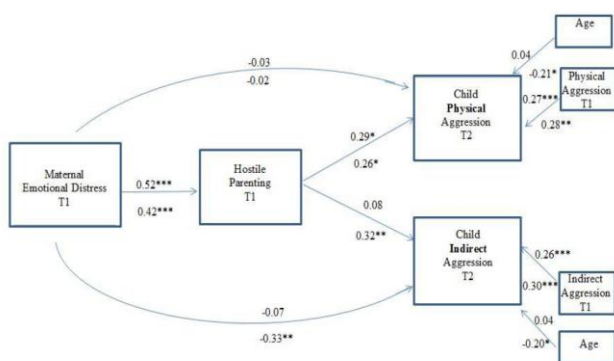 Age
0.04
-0.21*
-0.03
-0.02
Child
Physical
Aggression
T2
Physical
Aggression
T1
0.27***
0.28**
0.29*
0.26*
Maternal
Emotional Distress
T1
0.52***
0.42***
Hostile
Parenting
T1
0.08
0.32**
Child
Indirect
Aggression
T2
0.26***
0.30***
Indirect
Aggression
T1
-0.07
-0.33**
0.04
-0.20*
Age